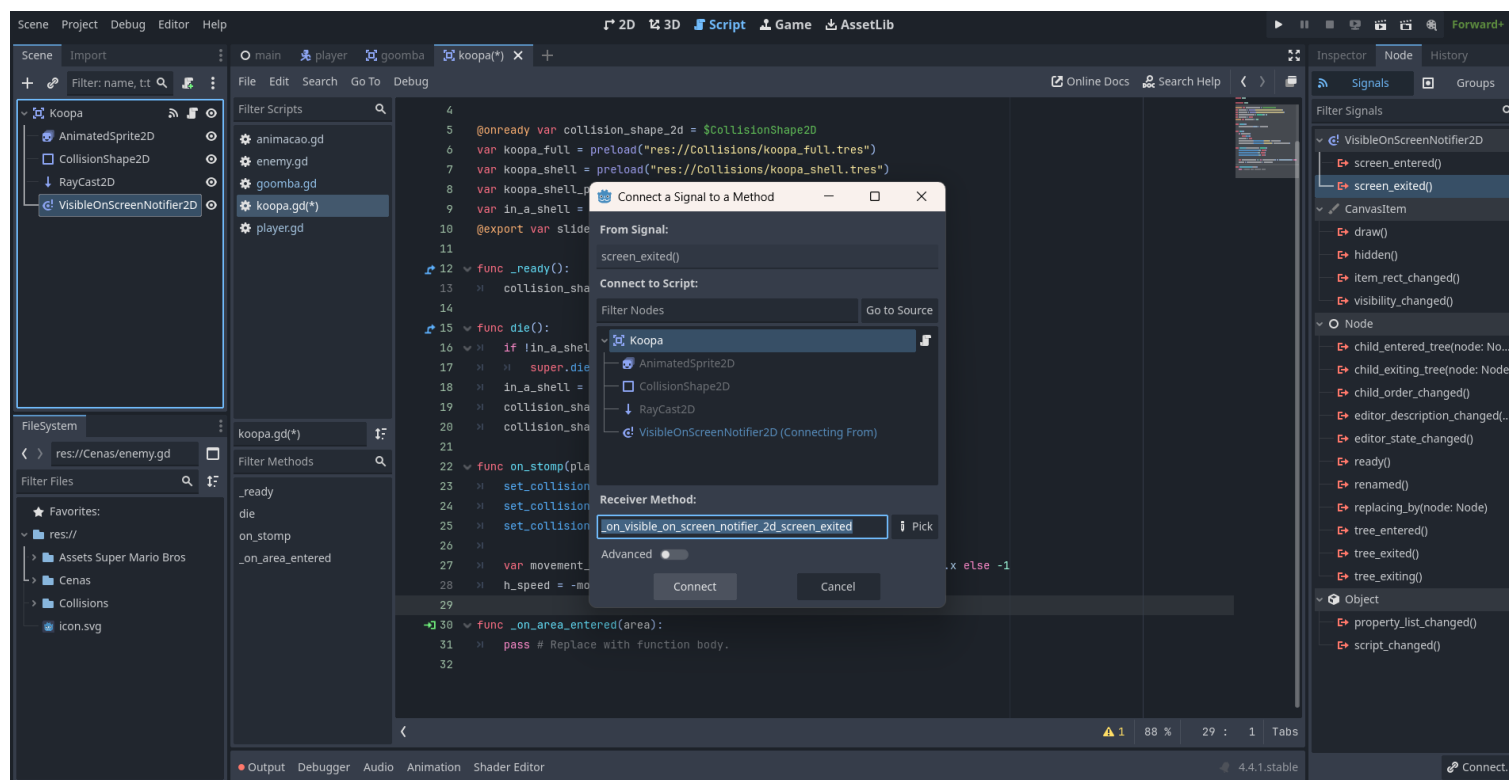 Scene Project Debug Editor Help
2D 3D Script Game AssetLib
Forward+
Scene Import
Filter: name, t:t
Koopa
AnimatedSprite2D
CollisionShape2D
RayCast2D
VisibleOnScreenNotifier2D
FileSystem
res://Cenas/enemy.gd
Filter Files
Favorites:
res://
Assets Super Mario Bros
Cenas
Collisions
icon.svg
main player goomba koopa(*)
File Edit Search Go To Debug
Online Docs Search Help
Filter Scripts
animacao.gd
enemy.gd
goomba.gd
koopa.gd(*)
player.gd
koopa.gd(*)
Filter Methods
_ready
die
on_stomp
_on_area_entered
4
5 @onready var collision_shape_2d = $CollisionShape2D
6 var koopa_full = preload("res://Collisions/koopa_full.tres")
7 var koopa_shell = preload("res://Collisions/koopa_shell.tres")
8 var koopa_shell_p
9 var in_a_shell =
10 @export var slide
11
12 func _ready():
13 collision_sha
14
15 func die():
16 if !in_a_shel
17 super.die
18 in_a_shell =
19 collision_sha
20 collision_sha
21
22 func on_stomp(pla
23 set_collision
24 set_collision
25 set_collision
26
27 var movement_ .x else -1
28 h_speed = -mo
29
30 func _on_area_entered(area):
31 pass # Replace with function body.
32
Connect a Signal to a Method
From Signal:
screen_exited()
Connect to Script:
Filter Nodes Go to Source
Koopa
AnimatedSprite2D
CollisionShape2D
RayCast2D
VisibleOnScreenNotifier2D (Connecting From)
Receiver Method:
_on_visible_on_screen_notifier_2d_screen_exited Pick
Advanced
Connect Cancel
1 88 % 29 : 1 Tabs
Output Debugger Audio Animation Shader Editor
4.4.1.stable
Inspector Node History
Signals Groups
Filter Signals
VisibleOnScreenNotifier2D
screen_entered()
screen_exited()
CanvasItem
draw()
hidden()
item_rect_changed()
visibility_changed()
Node
child_entered_tree(node: No...
child_exiting_tree(node: Node
child_order_changed()
editor_description_changed(..
editor_state_changed()
ready()
renamed()
replacing_by(node: Node)
tree_entered()
tree_exited()
tree_exiting()
Object
property_list_changed()
script_changed()
Connect.